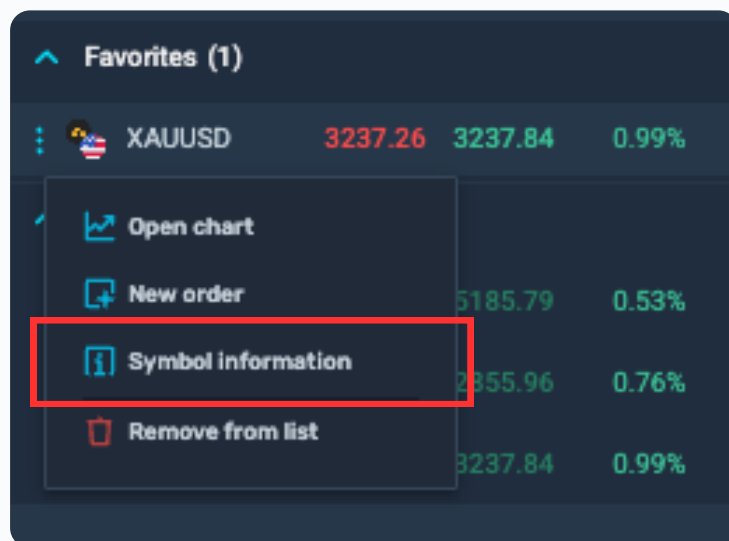 Favorites (1)
XAUUSD 3237.26 3237.84 0.99%
Open chart
New order
5185.79 0.53%
Symbol information
2355.96 0.76%
Remove from list
3237.84 0.99%